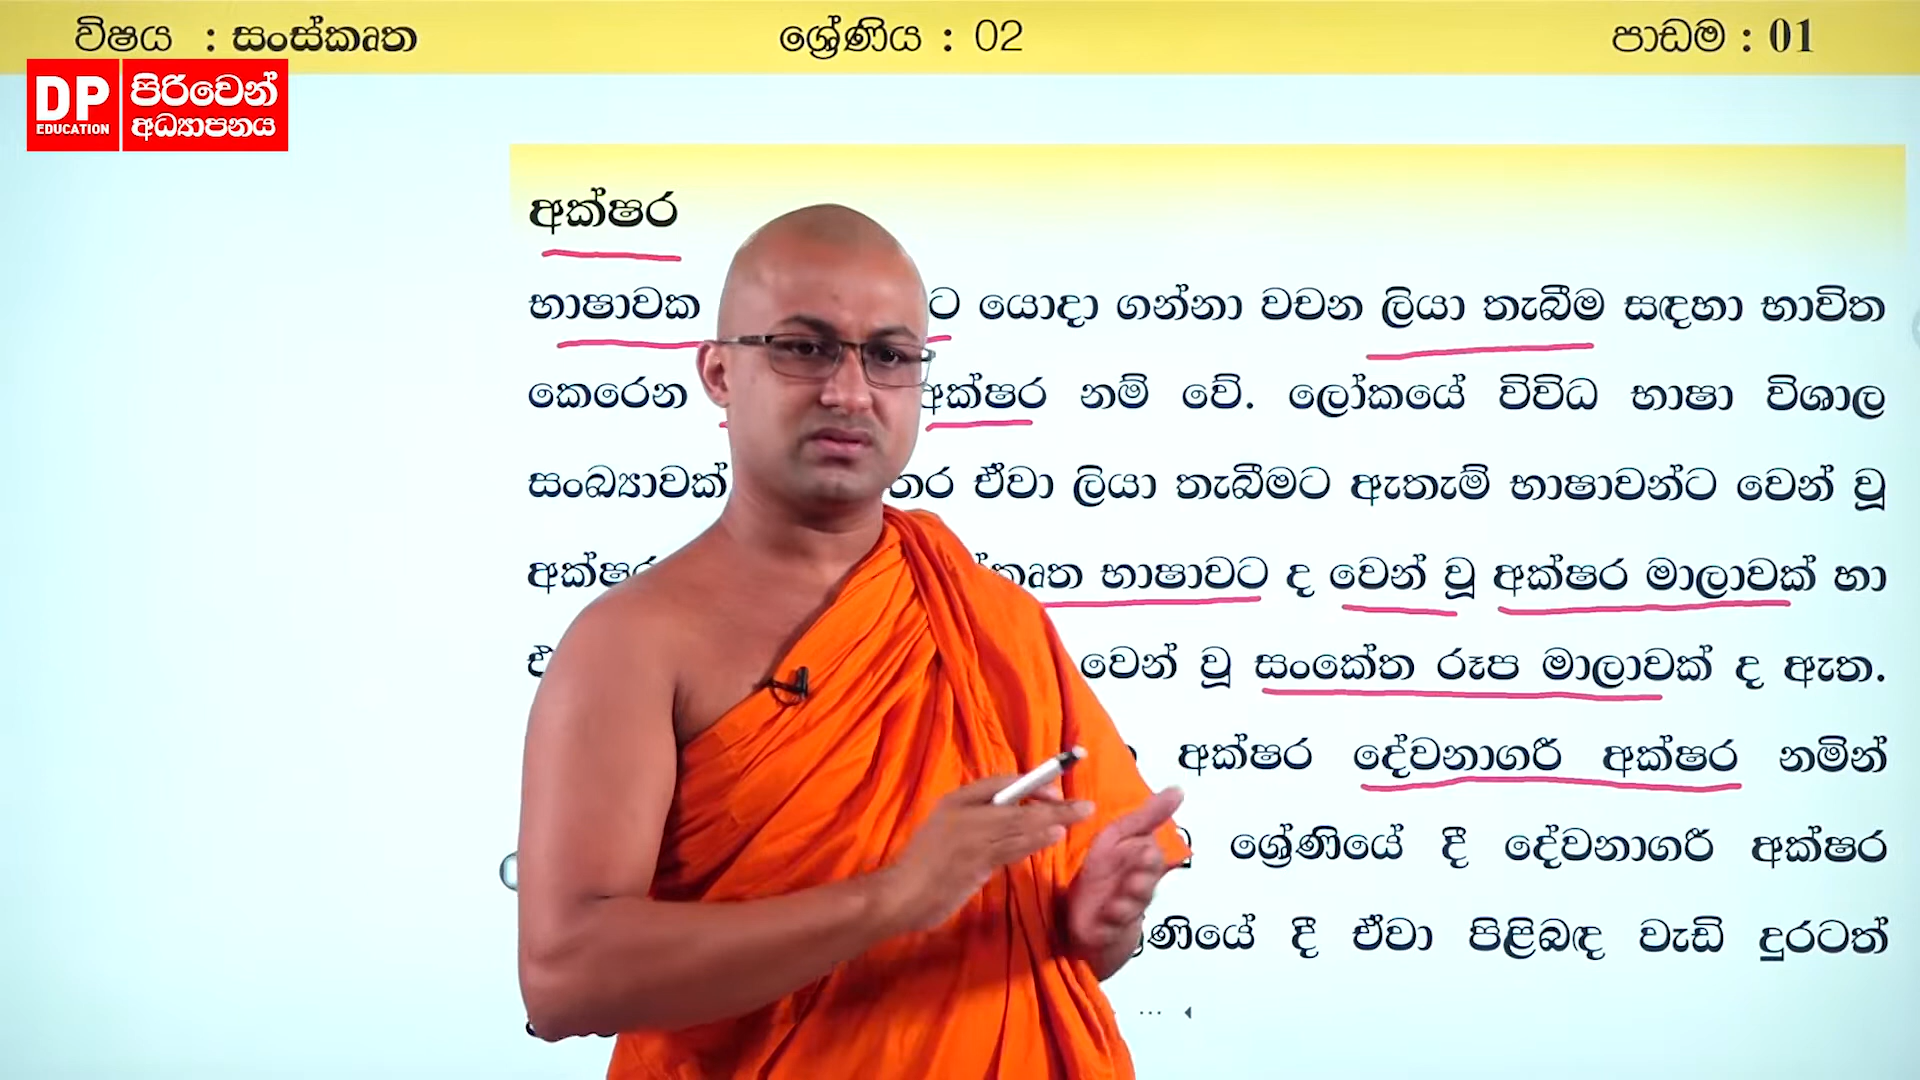 විෂය : සංස්කෘත ශ්‍රේණිය : 02 පාඩම : 01
DP EDUCATION පිරිවෙන් අධ්‍යාපනය
අක්ෂර
භාෂාවක ට යොදා ගන්නා වචන ලියා තැබීම සඳහා භාවිත
කෙරෙන අක්ෂර නම් වේ. ලෝකයේ විවිධ භාෂා විශාල
සංඛ්‍යාවක් තර ඒවා ලියා තැබීමට ඇතැම් භාෂාවන්ට වෙන් වූ
භාෂාවට ද වෙන් වූ අක්ෂර මාලාවක් හා
වෙන් වූ සංකේත රූප මාලාවක් ද ඇත.
අක්ෂර දේවනාගරී අක්ෂර නමින්
ශ්‍රේණියේ දී දේවනාගරී අක්ෂර
දී ඒවා පිළිබඳ වැඩි දුරටත්